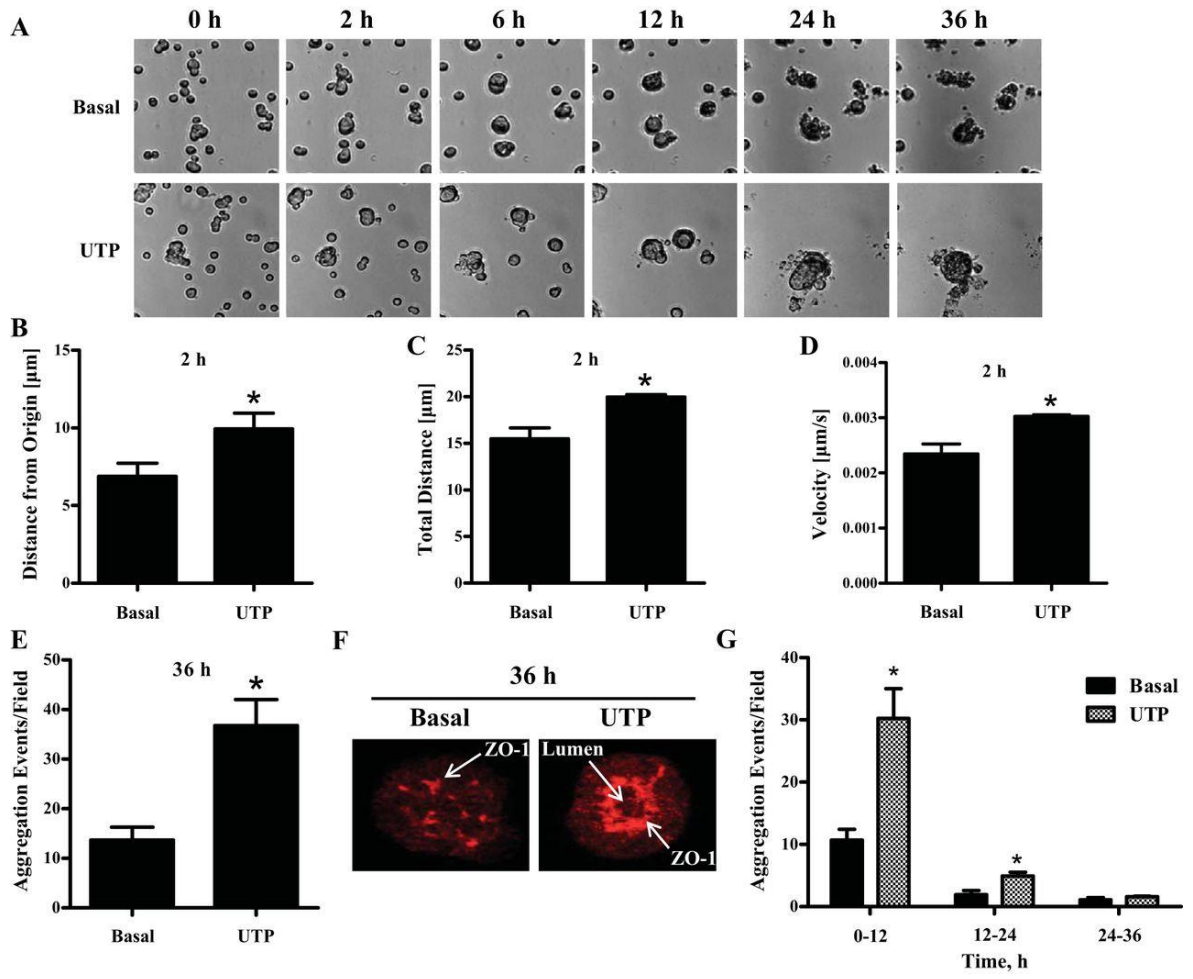 A
0 h 2 h 6 h 12 h 24 h 36 h
Basal
UTP
B
2 h
Distance from Origin [µm]
15
10
5
0
Basal UTP
C
2 h
Total Distance [µm]
25
20
15
10
5
0
*
*
Basal UTP
D
2 h
Velocity [µm/s]
0.004
0.003
0.002
0.001
0.000
*
Basal UTP
E
36 h
Aggregation Events/Field
50
40
30
20
10
0
*
Basal UTP
F
36 h
Basal UTP
ZO-1
Lumen
ZO-1
G
Aggregation Events/Field
40
30
20
10
0
*
*
Basal
UTP
0-12 12-24 24-36
Time, h